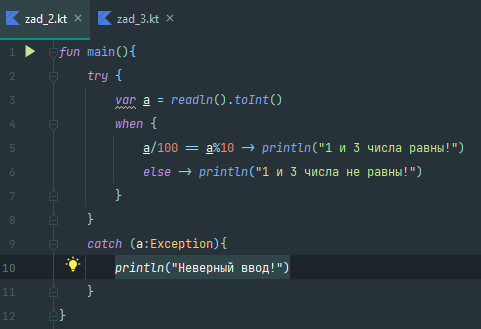 zad_2.kt × zad_3.kt ×
1 fun main(){
2 try {
3 var a = readln().toInt()
4 when {
5 a/100 == a%10 -> println("1 и 3 числа равны!")
6 else -> println("1 и 3 числа не равны!")
7 }
8 }
9 catch (a:Exception){
10 println("Неверный ввод!")
11 }
12 }